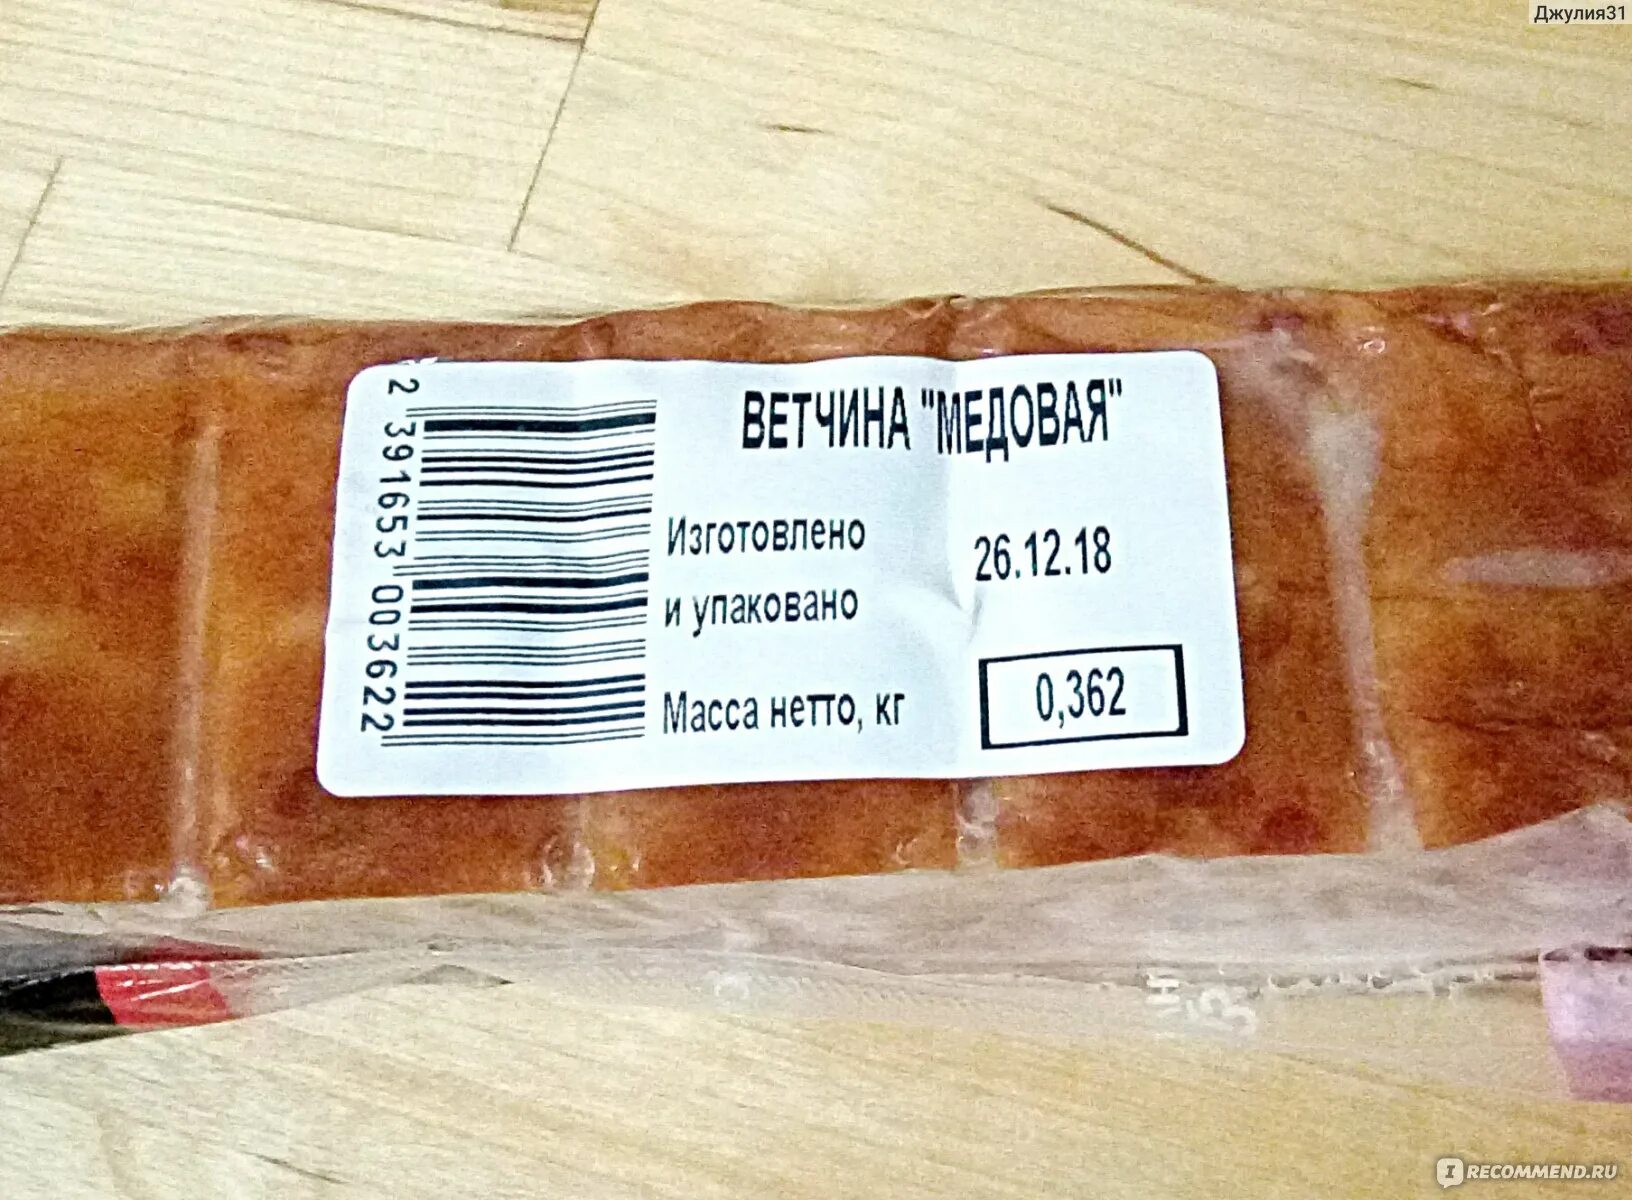 Джулия31
ВЕТЧИНА "МЕДОВАЯ"
Изготовлено
и упаковано
26.12.18
Масса нетто, кг
0,362
2 391653 003622
IRECOMMEND.RU